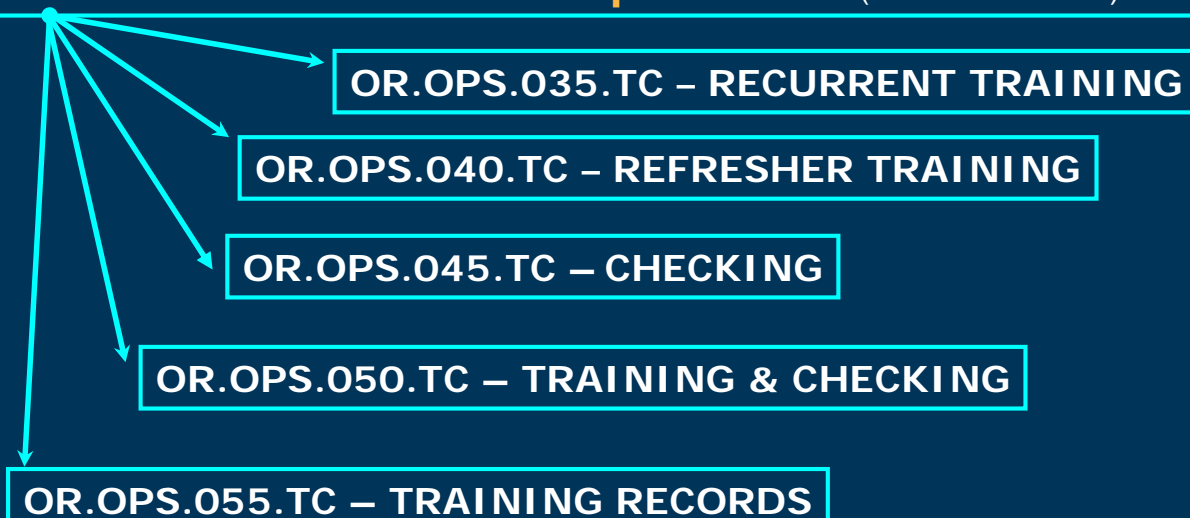 OR.OPS.035.TC – RECURRENT TRAINING
OR.OPS.040.TC – REFRESHER TRAINING
OR.OPS.045.TC – CHECKING
OR.OPS.050.TC – TRAINING & CHECKING
OR.OPS.055.TC – TRAINING RECORDS